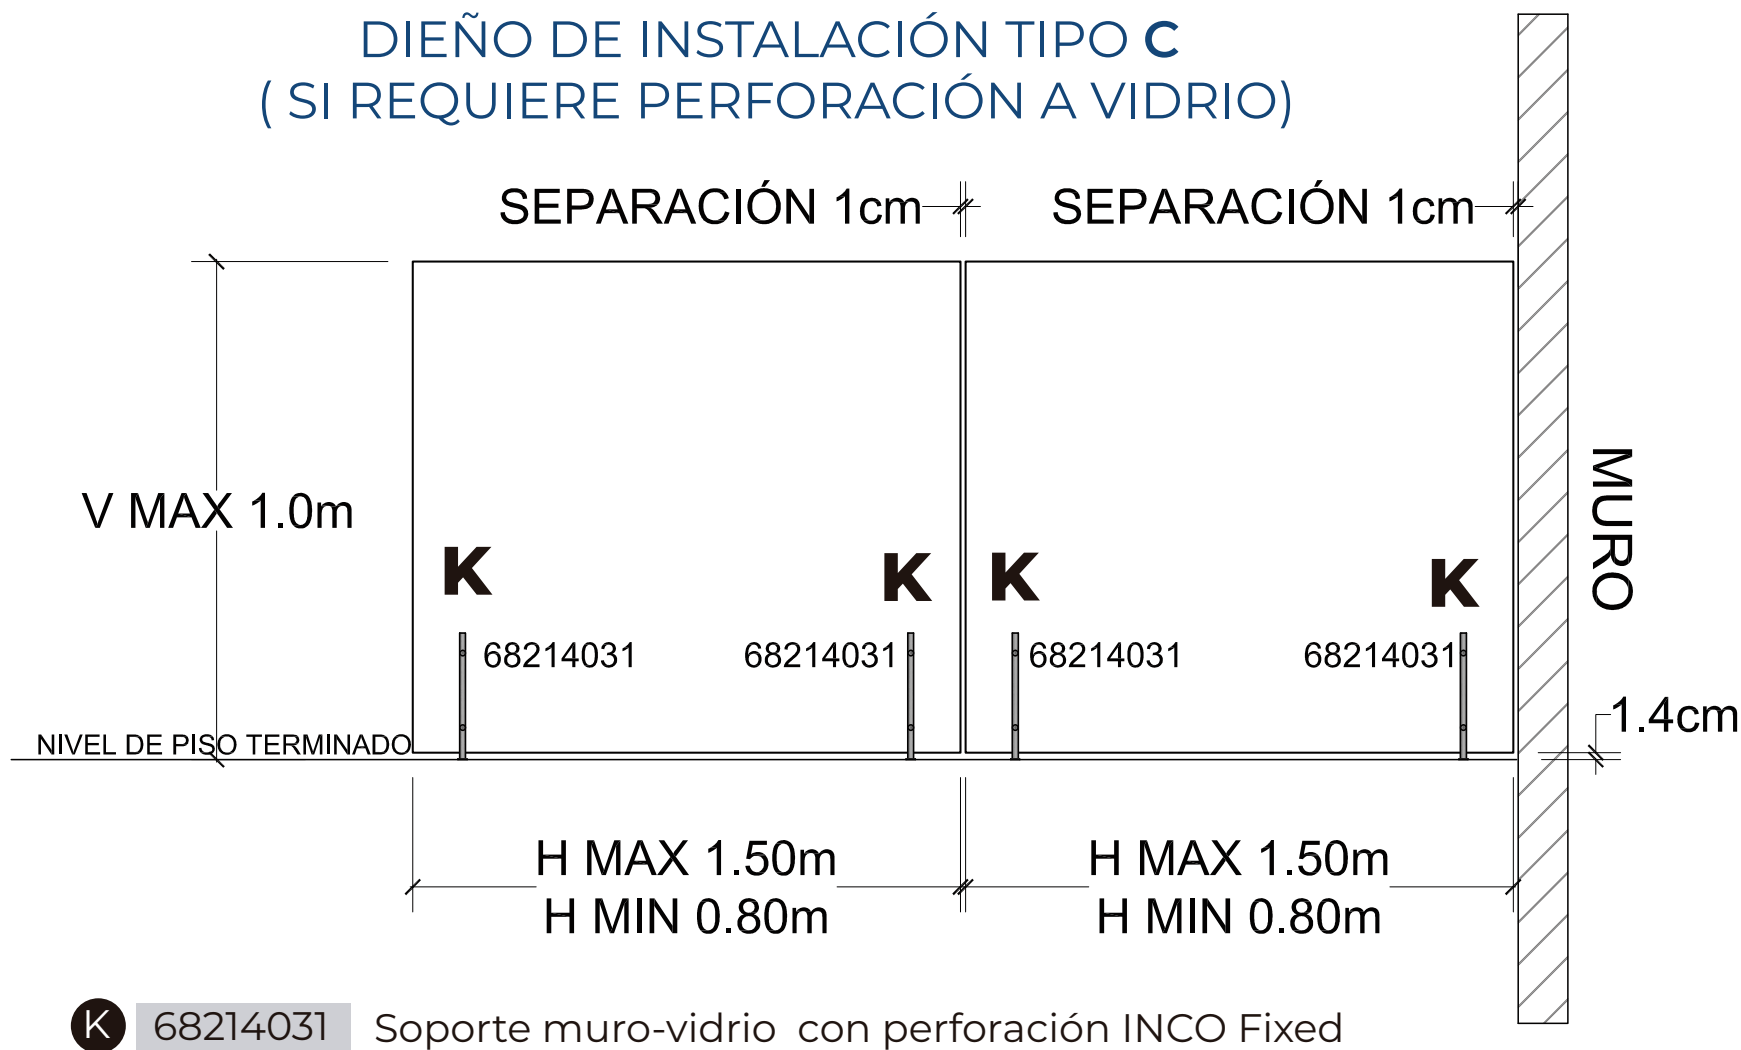 DIEÑO DE INSTALACIÓN TIPO C
( SI REQUIERE PERFORACIÓN A VIDRIO)
SEPARACIÓN 1cm
SEPARACIÓN 1cm
V MAX 1.0m
MURO
K
K
K
K
68214031
68214031
68214031
68214031
1.4cm
NIVEL DE PISO TERMINADO
H MAX 1.50m
H MIN 0.80m
H MAX 1.50m
H MIN 0.80m
K 68214031 Soporte muro-vidrio con perforación INCO Fixed